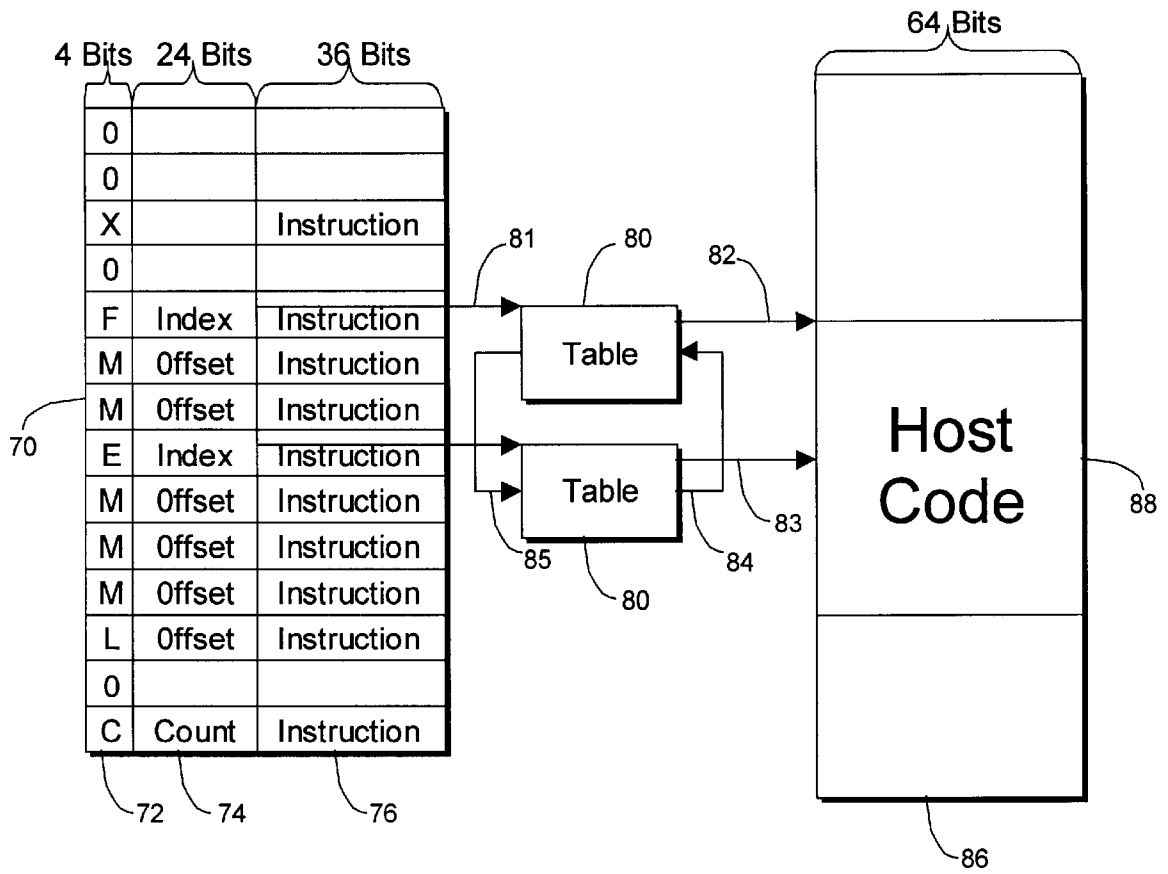 64 Bits
4 Bits 24 Bits 36 Bits
0
0
X Instruction
0
F Index Instruction
M 0ffset Instruction
M 0ffset Instruction
E Index Instruction
M 0ffset Instruction
M 0ffset Instruction
M 0ffset Instruction
L 0ffset Instruction
0
C Count Instruction
70
72
74
76
81
80
82
Table
Table
85
80
84
83
Host
Code
88
86